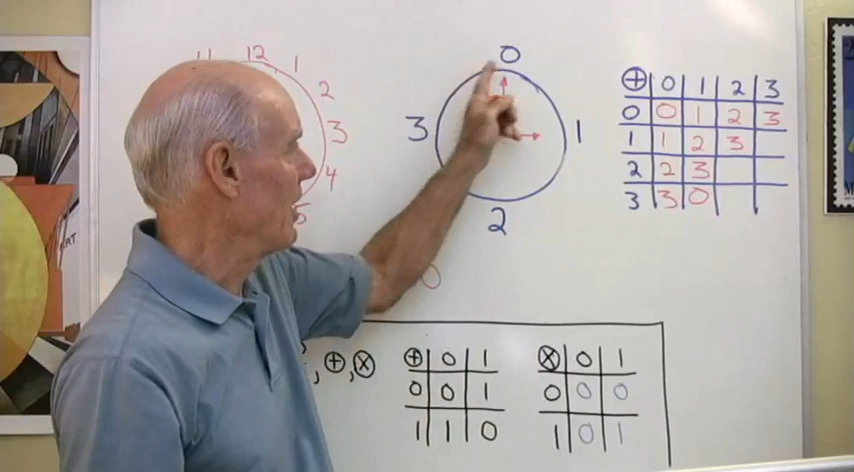 11 12 1
2
3
4
5
0
3 1
2
0
⊕ 0 1 2 3
0 0 1 2 3
1 1 2 3
2 2 3
3 3 0
, ⊕, ⊗
⊕ 0 1
0 0 1
1 1 0
⊗ 0 1
0 0 0
1 0 1